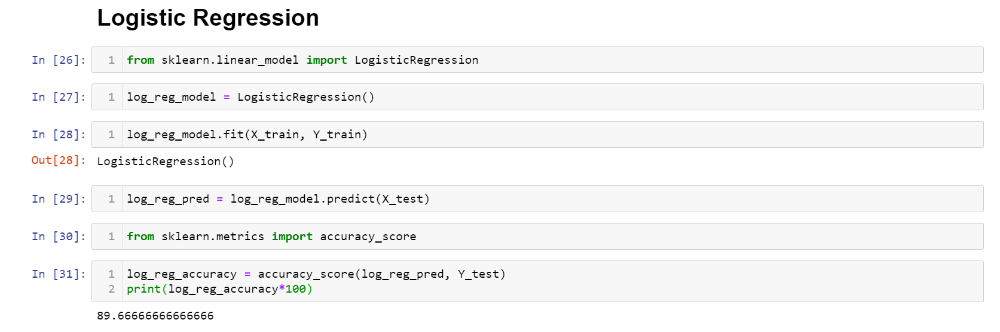 Logistic Regression
In [26]: 1 from sklearn.linear_model import LogisticRegression
In [27]: 1 log_reg_model = LogisticRegression()
In [28]: 1 log_reg_model.fit(X_train, Y_train)
Out[28]: LogisticRegression()
In [29]: 1 log_reg_pred = log_reg_model.predict(X_test)
In [30]: 1 from sklearn.metrics import accuracy_score
In [31]: 1 log_reg_accuracy = accuracy_score(log_reg_pred, Y_test)
2 print(log_reg_accuracy*100)
89.66666666666666